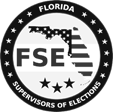 FLORIDA
FSE
SUPERVISORS OF ELECTIONS